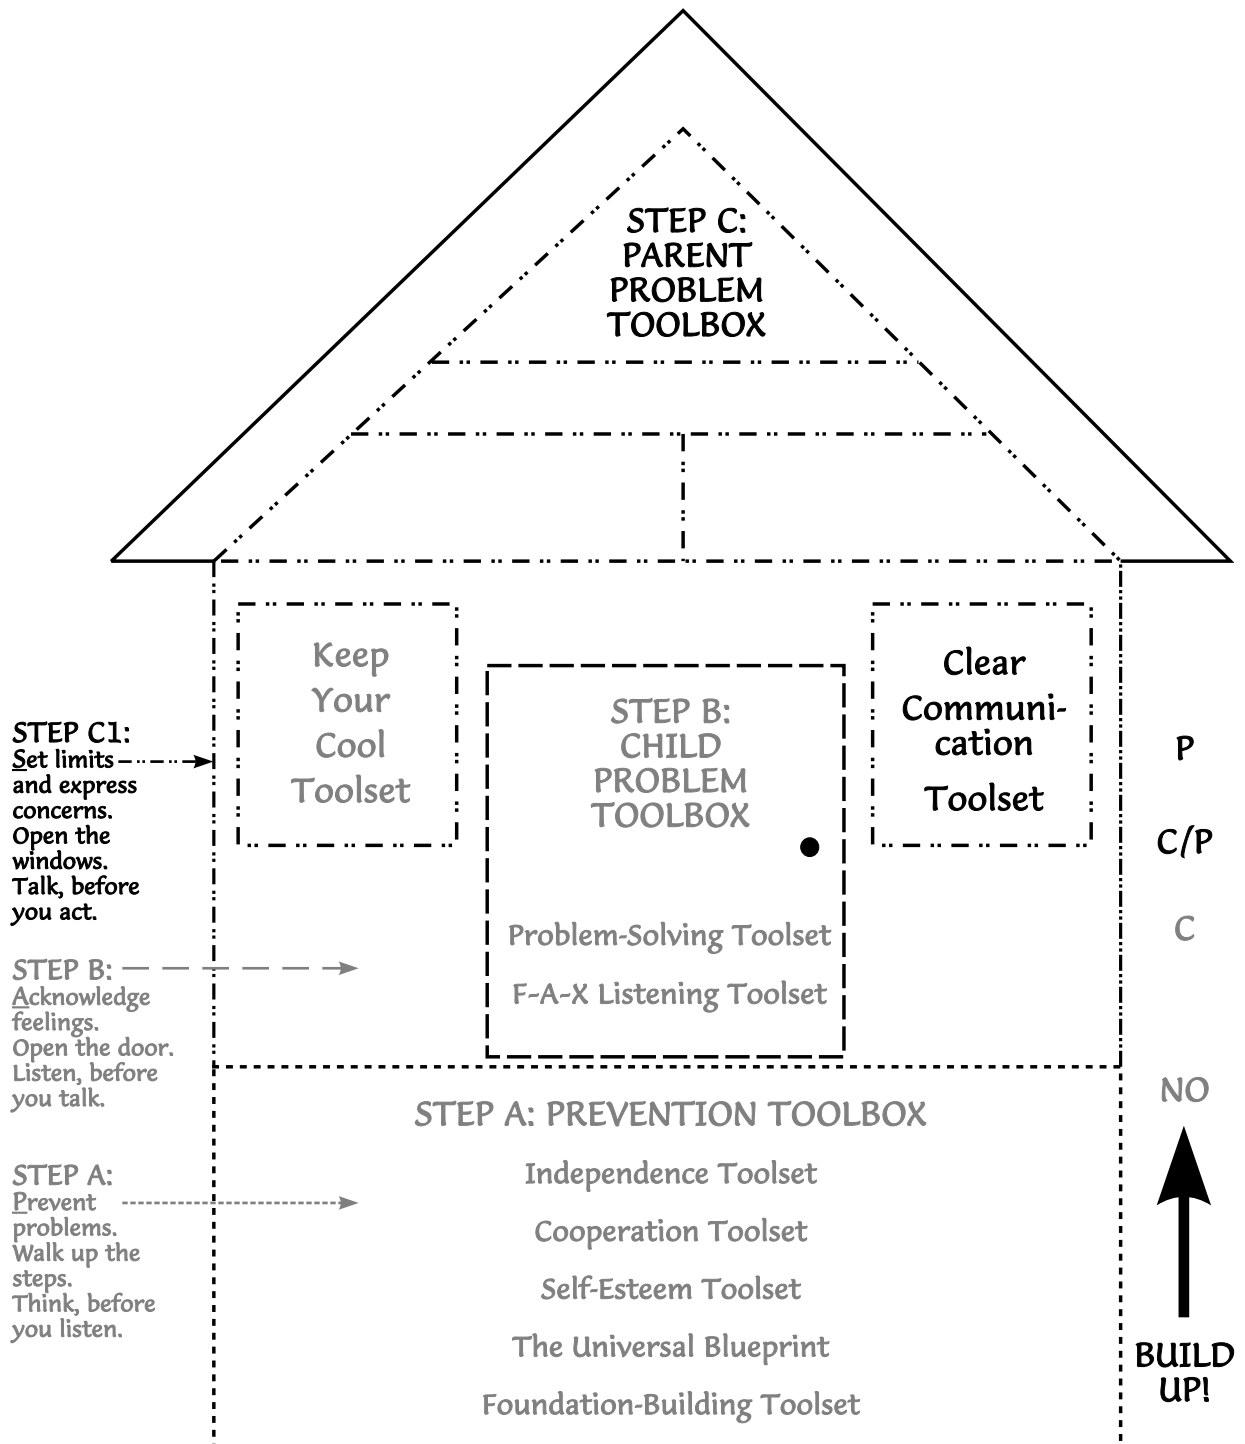 STEP C:
PARENT
PROBLEM
TOOLBOX
Keep
Your
Cool
Toolset
STEP B:
CHILD
PROBLEM
TOOLBOX
Problem-Solving Toolset
F-A-X Listening Toolset
Clear
Communi-
cation
Toolset
STEP C1:
Set limits
and express
concerns.
Open the
windows.
Talk, before
you act.
STEP B:
Acknowledge
feelings.
Open the door.
Listen, before
you talk.
STEP A:
Prevent
problems.
Walk up the
steps.
Think, before
you listen.
STEP A: PREVENTION TOOLBOX
Independence Toolset
Cooperation Toolset
Self-Esteem Toolset
The Universal Blueprint
Foundation-Building Toolset
P
C/P
C
NO
BUILD
UP!